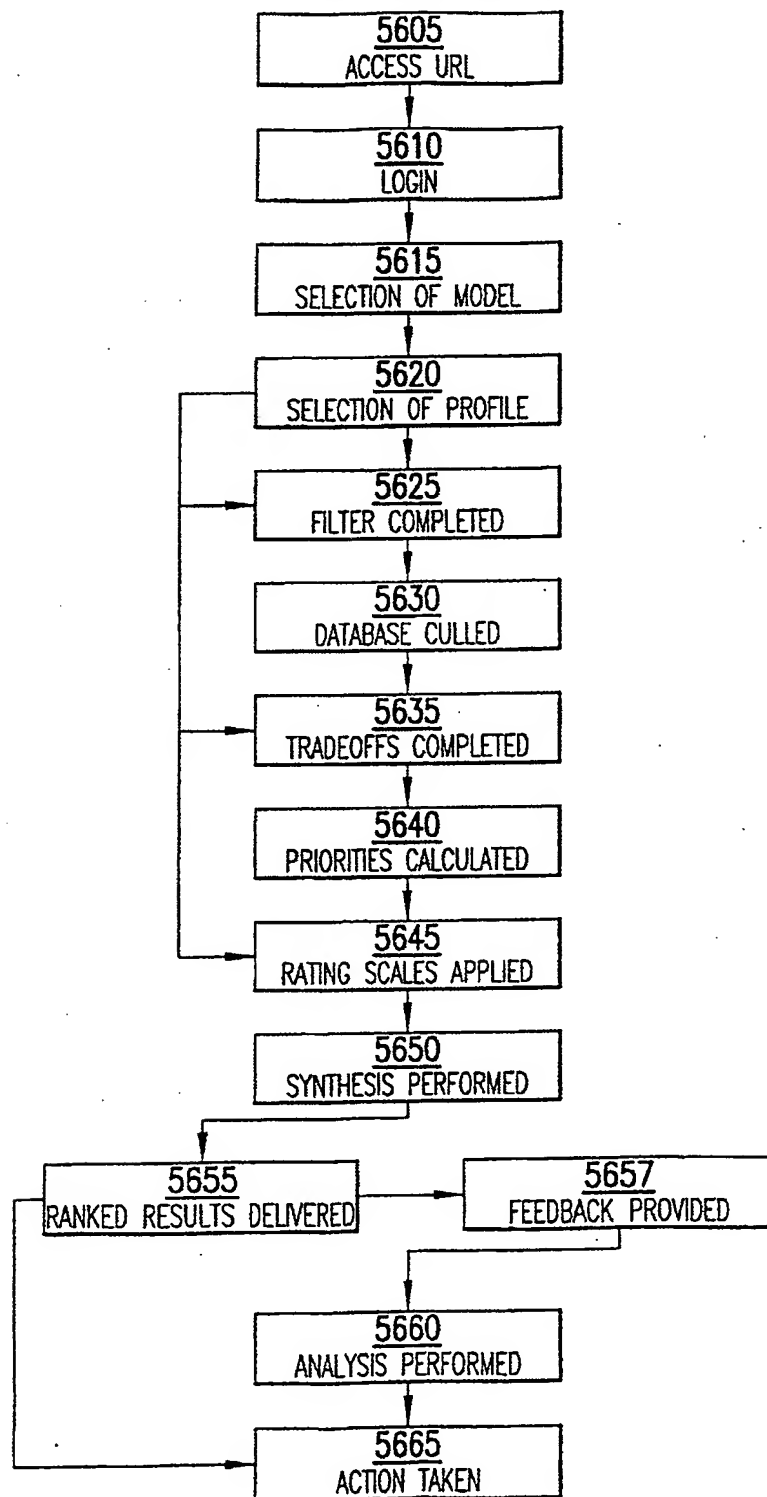 5605
ACCESS URL
5610
LOGIN
5615
SELECTION OF MODEL
5620
SELECTION OF PROFILE
5625
FILTER COMPLETED
5630
DATABASE CULLED
5635
TRADEOFFS COMPLETED
5640
PRIORITIES CALCULATED
5645
RATING SCALES APPLIED
5650
SYNTHESIS PERFORMED
5655
RANKED RESULTS DELIVERED
5657
FEEDBACK PROVIDED
5660
ANALYSIS PERFORMED
5665
ACTION TAKEN